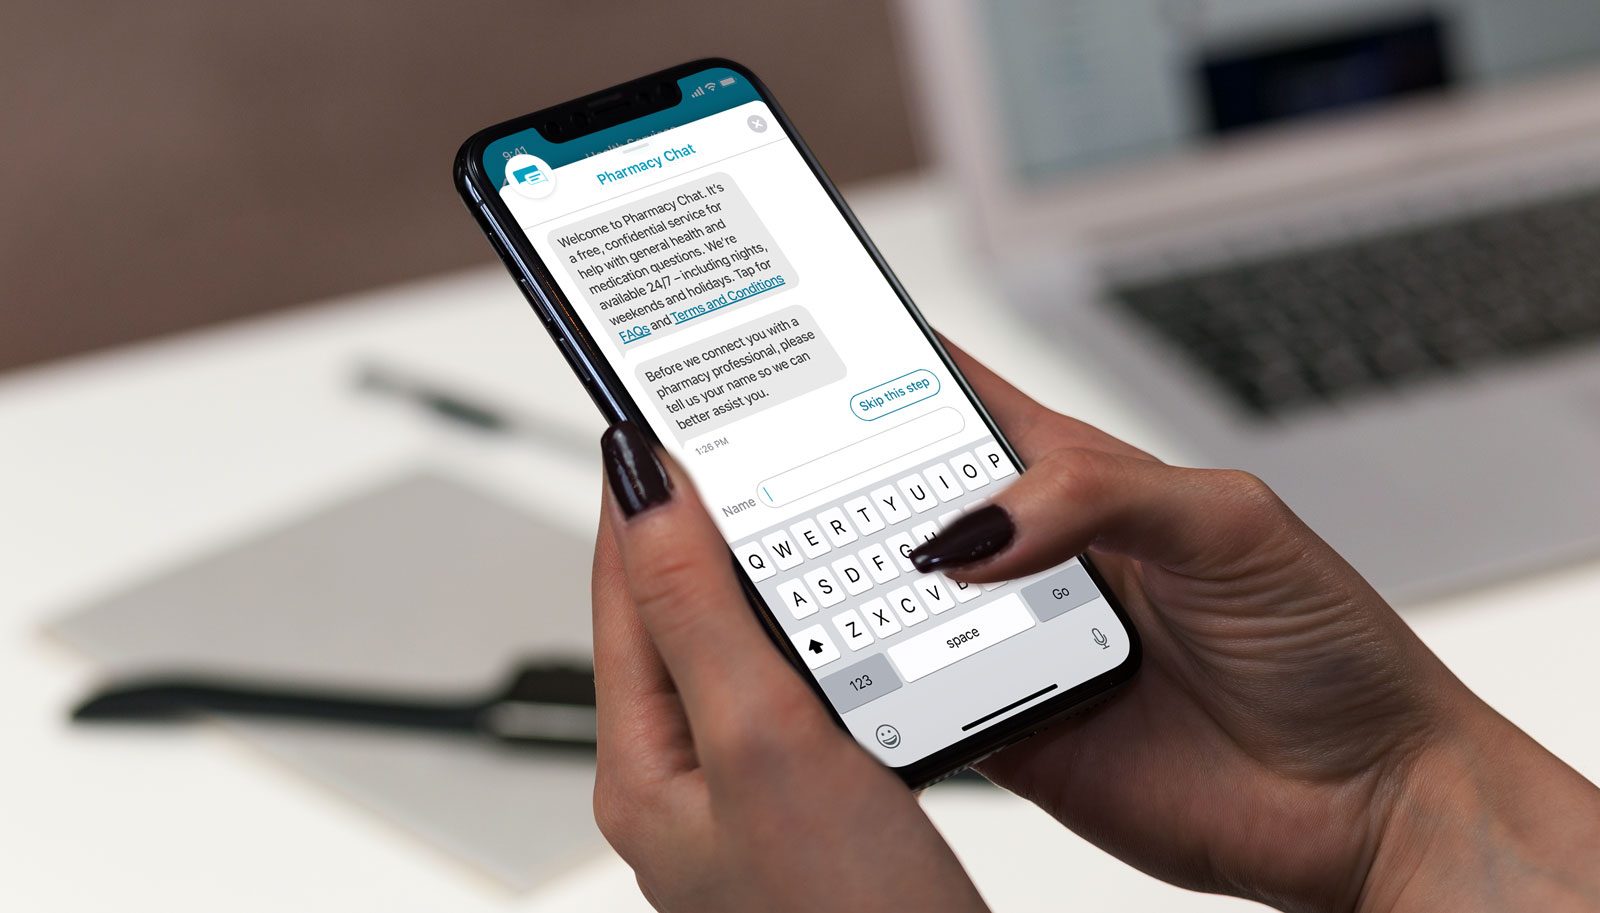 9:41
Health Services
Pharmacy Chat
Welcome to Pharmacy Chat. It's
a free, confidential service for
help with general health and
medication questions. We're
available 24/7 – including nights,
weekends and holidays. Tap for
FAQs and Terms and Conditions
Before we connect you with a
pharmacy professional, please
tell us your name so we can
better assist you.
1:26 PM
Skip this step
Name
Q W E R T Y U I O P
A S D F G H
Z X C V B
123 space Go